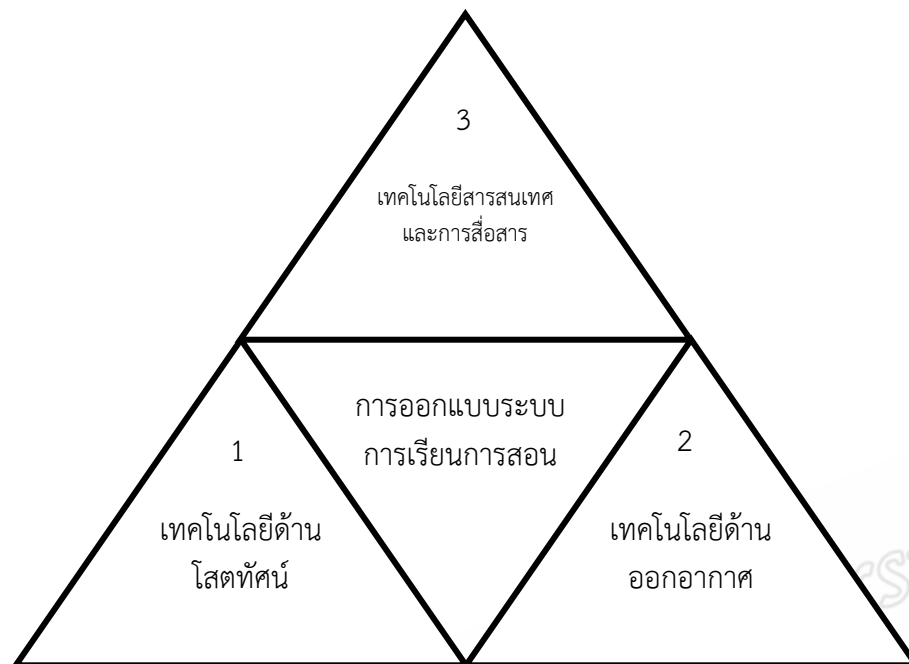 3
เทคโนโลยีสารสนเทศ
และการสื่อสาร
การออกแบบระบบ
การเรียนการสอน
1
เทคโนโลยีด้าน
โสตทัศน์
2
เทคโนโลยีด้าน
ออกอากาศ